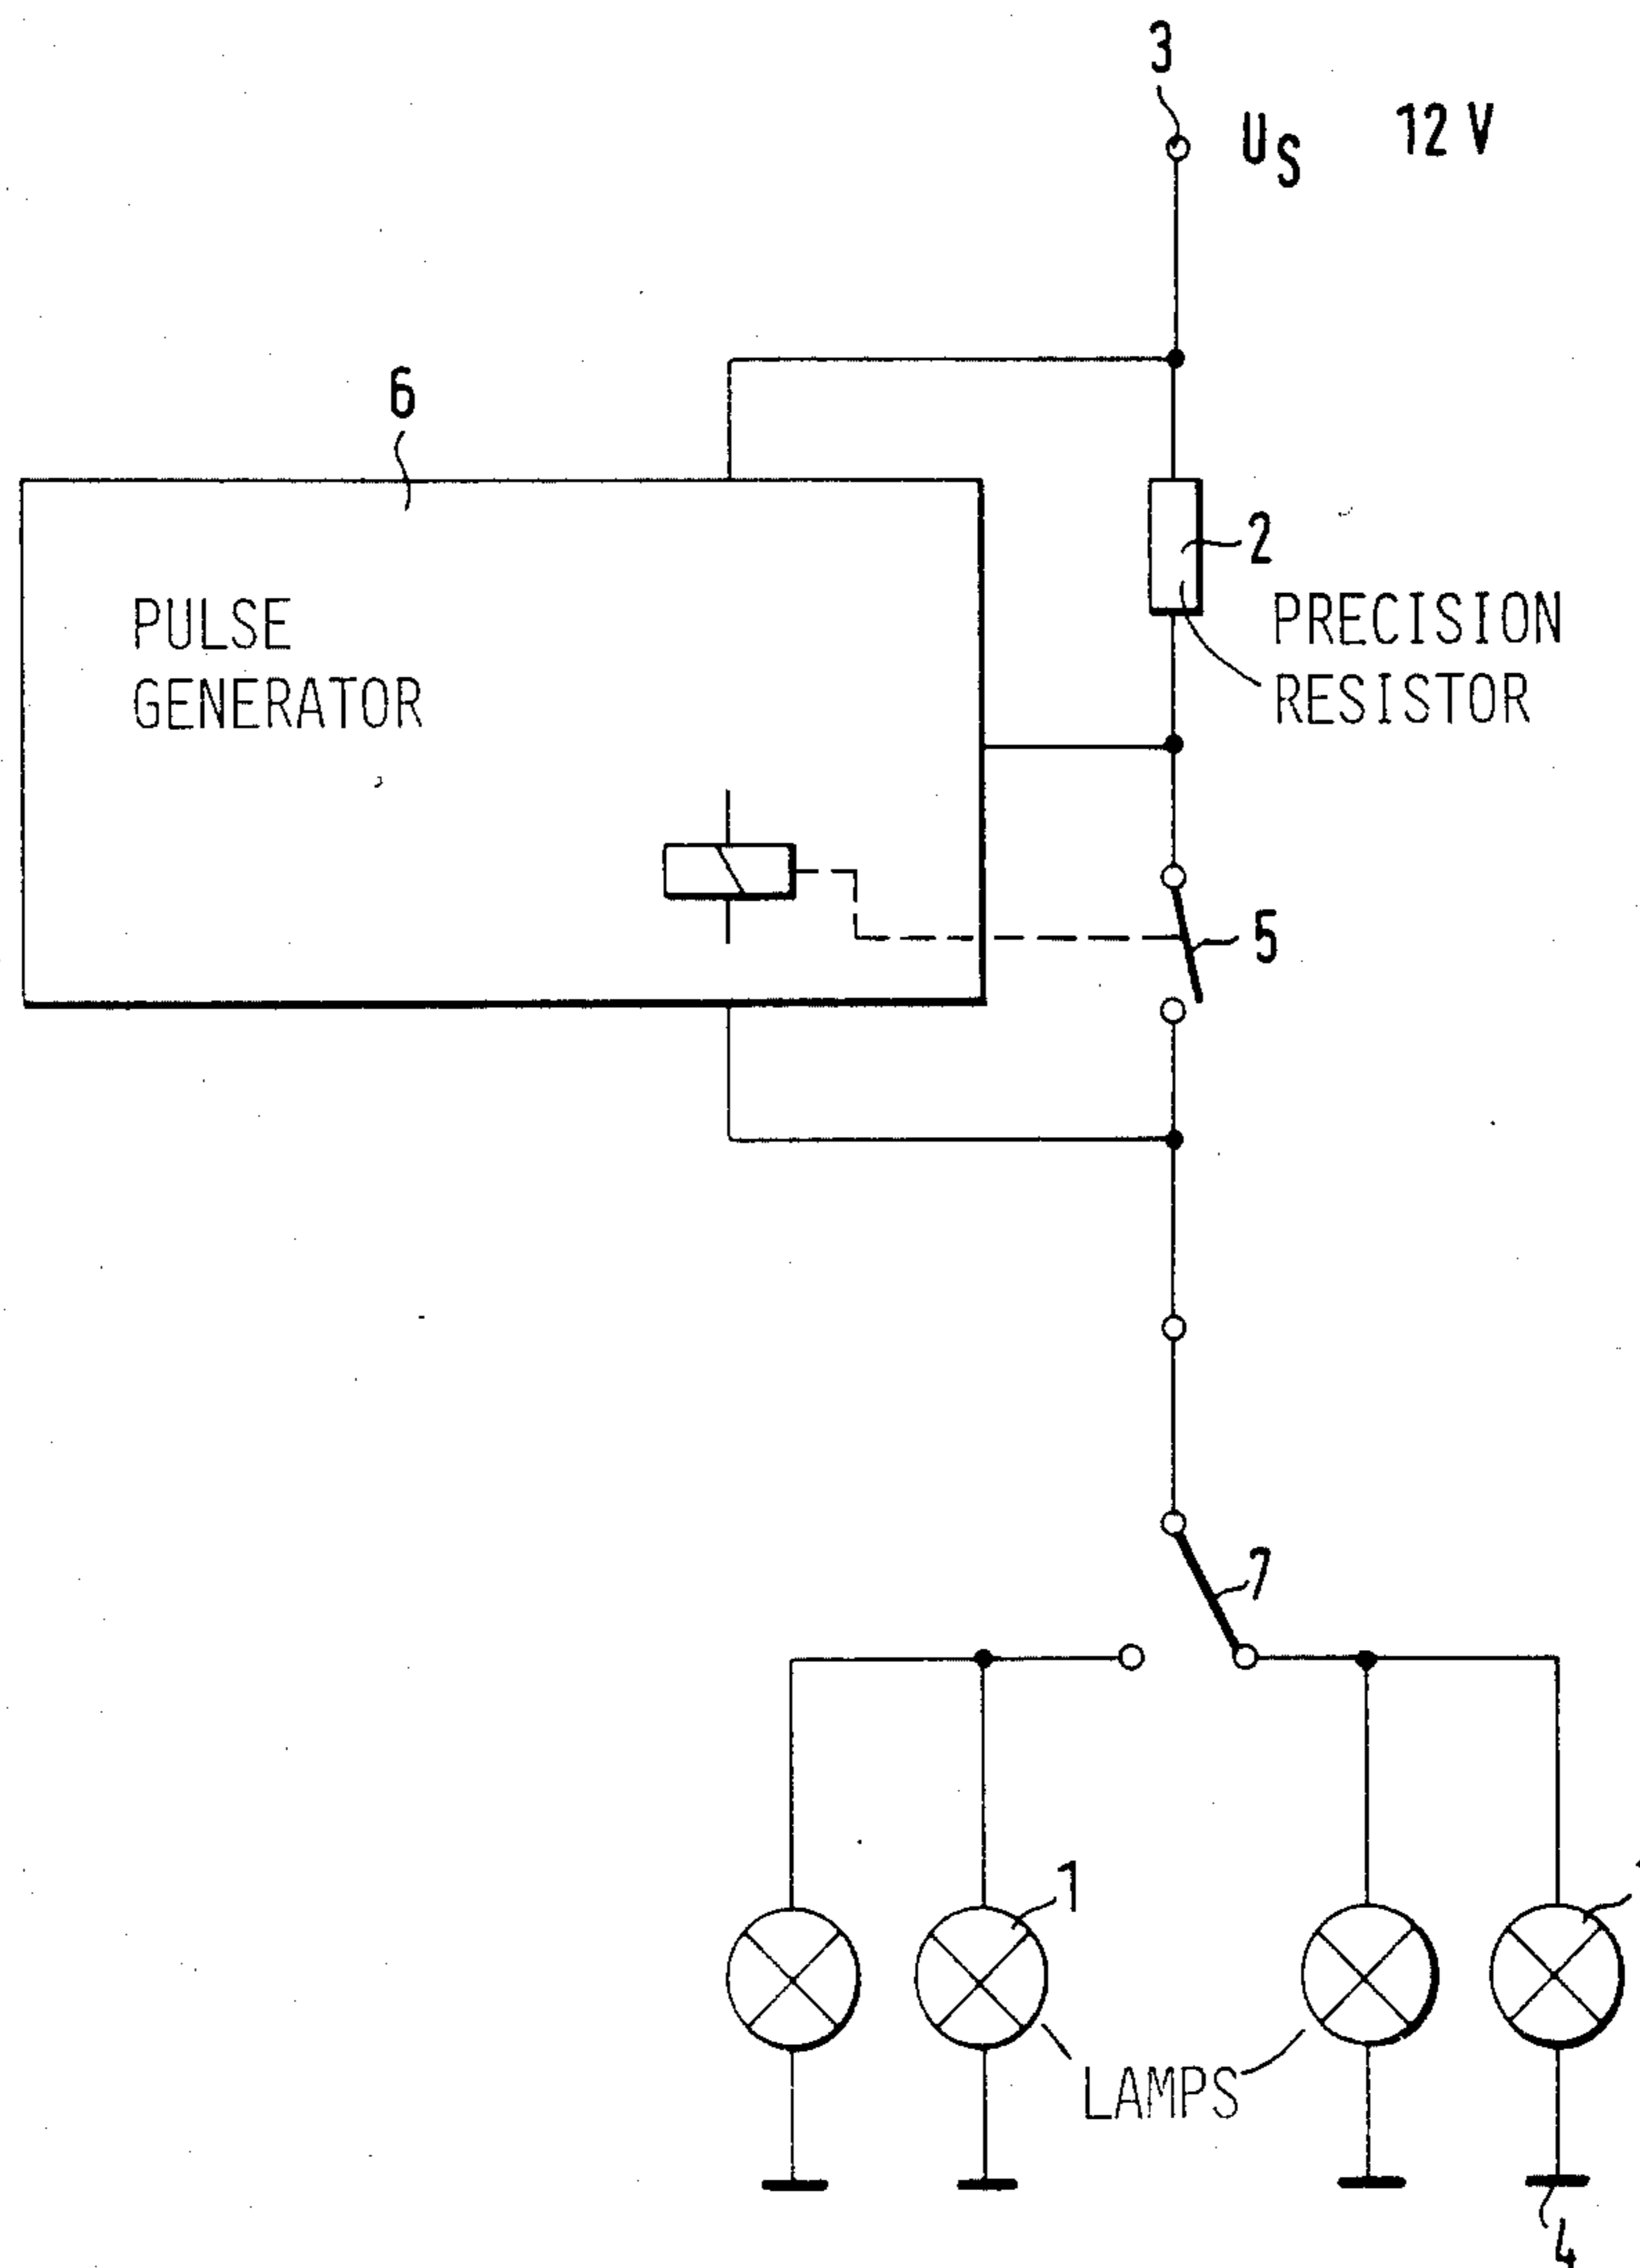 3
U_S 12 V
6
2
PULSE
GENERATOR
PRECISION
RESISTOR
5
7
1
LAMPS
4